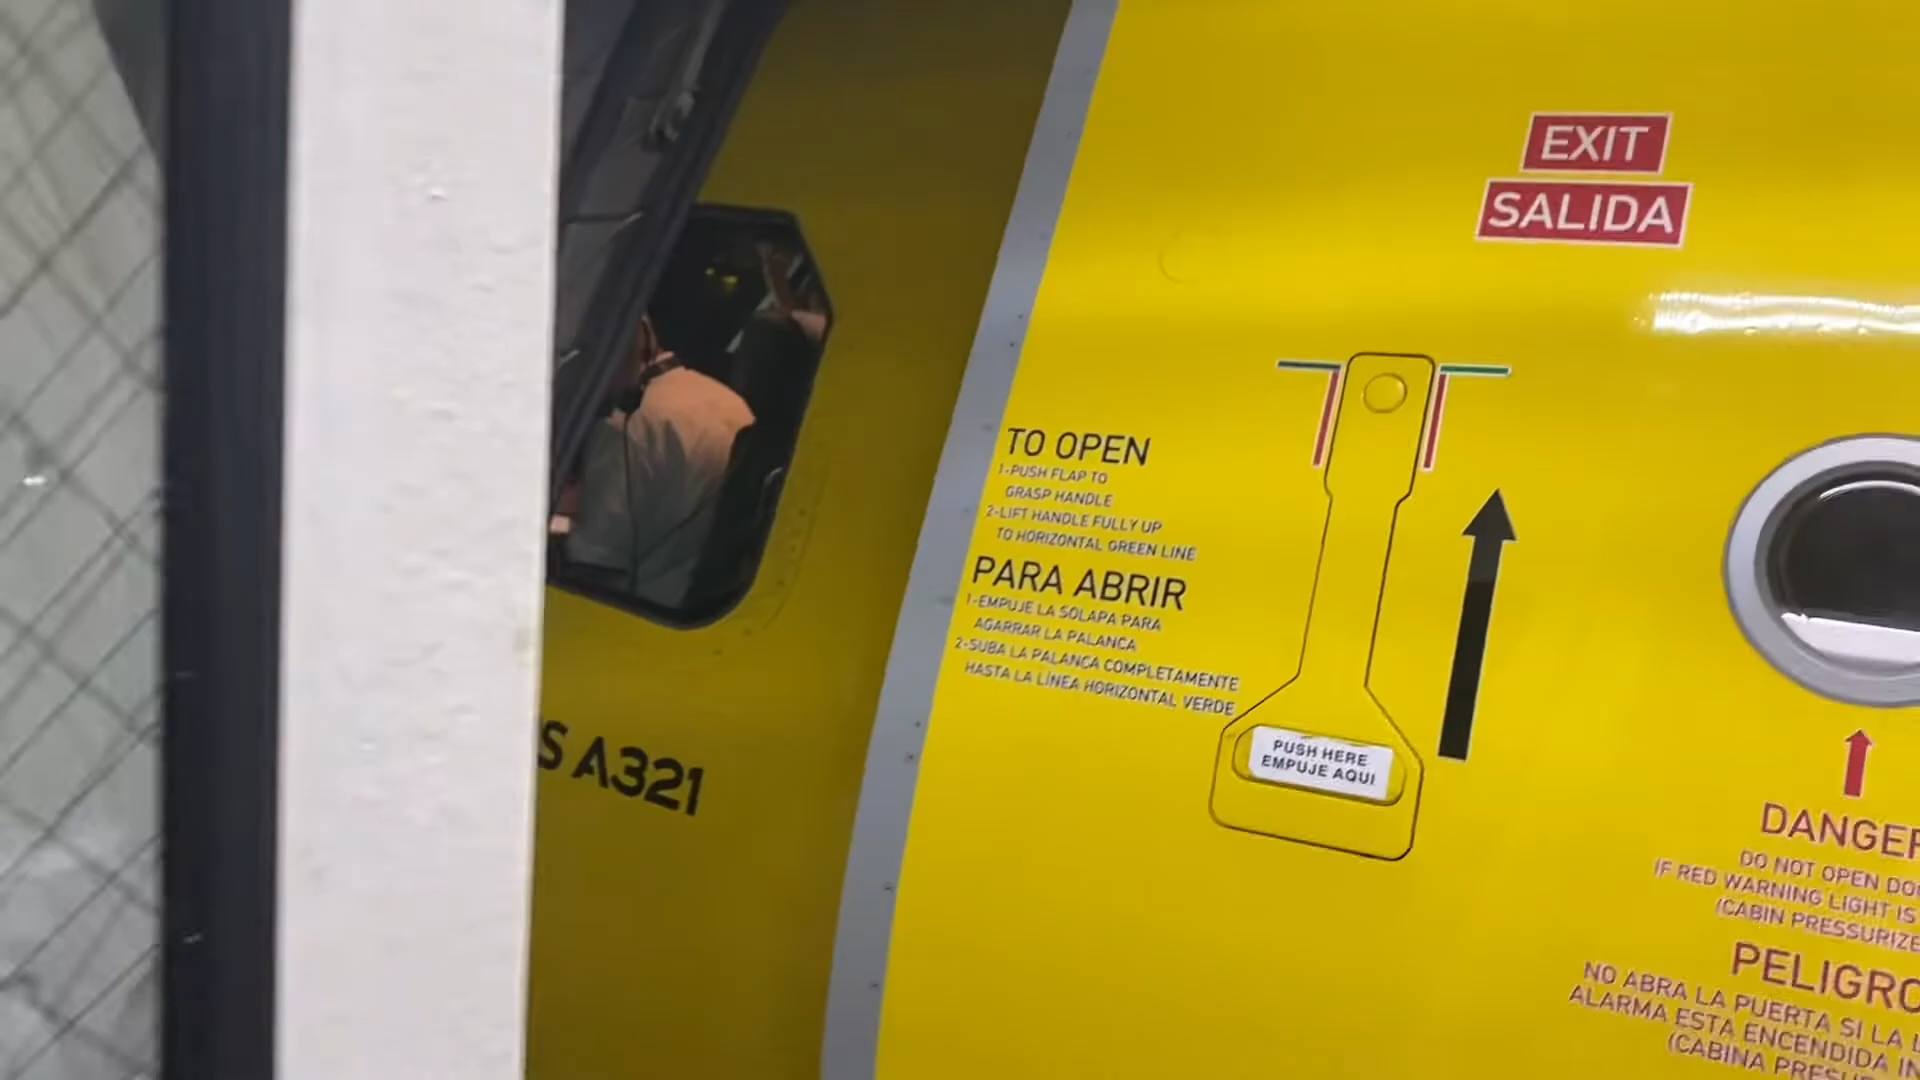 EXIT
SALIDA
TO OPEN
1-PUSH FLAP TO
GRASP HANDLE
2-LIFT HANDLE FULLY UP
TO HORIZONTAL GREEN LINE
PARA ABRIR
1-EMPUJE LA SOLAPA PARA
AGARRAR LA PALANCA
2-SUBA LA PALANCA COMPLETAMENTE
HASTA LA LÍNEA HORIZONTAL VERDE
PUSH HERE
EMPUJE AQUI
S A321
DANGER
DO NOT OPEN
IF RED WARNING LIGHT IS
(CABIN
PELIGRO
NO ABRA LA PUERTA SI LA
ALARMA ESTA ENCENDIDA
(CABINA